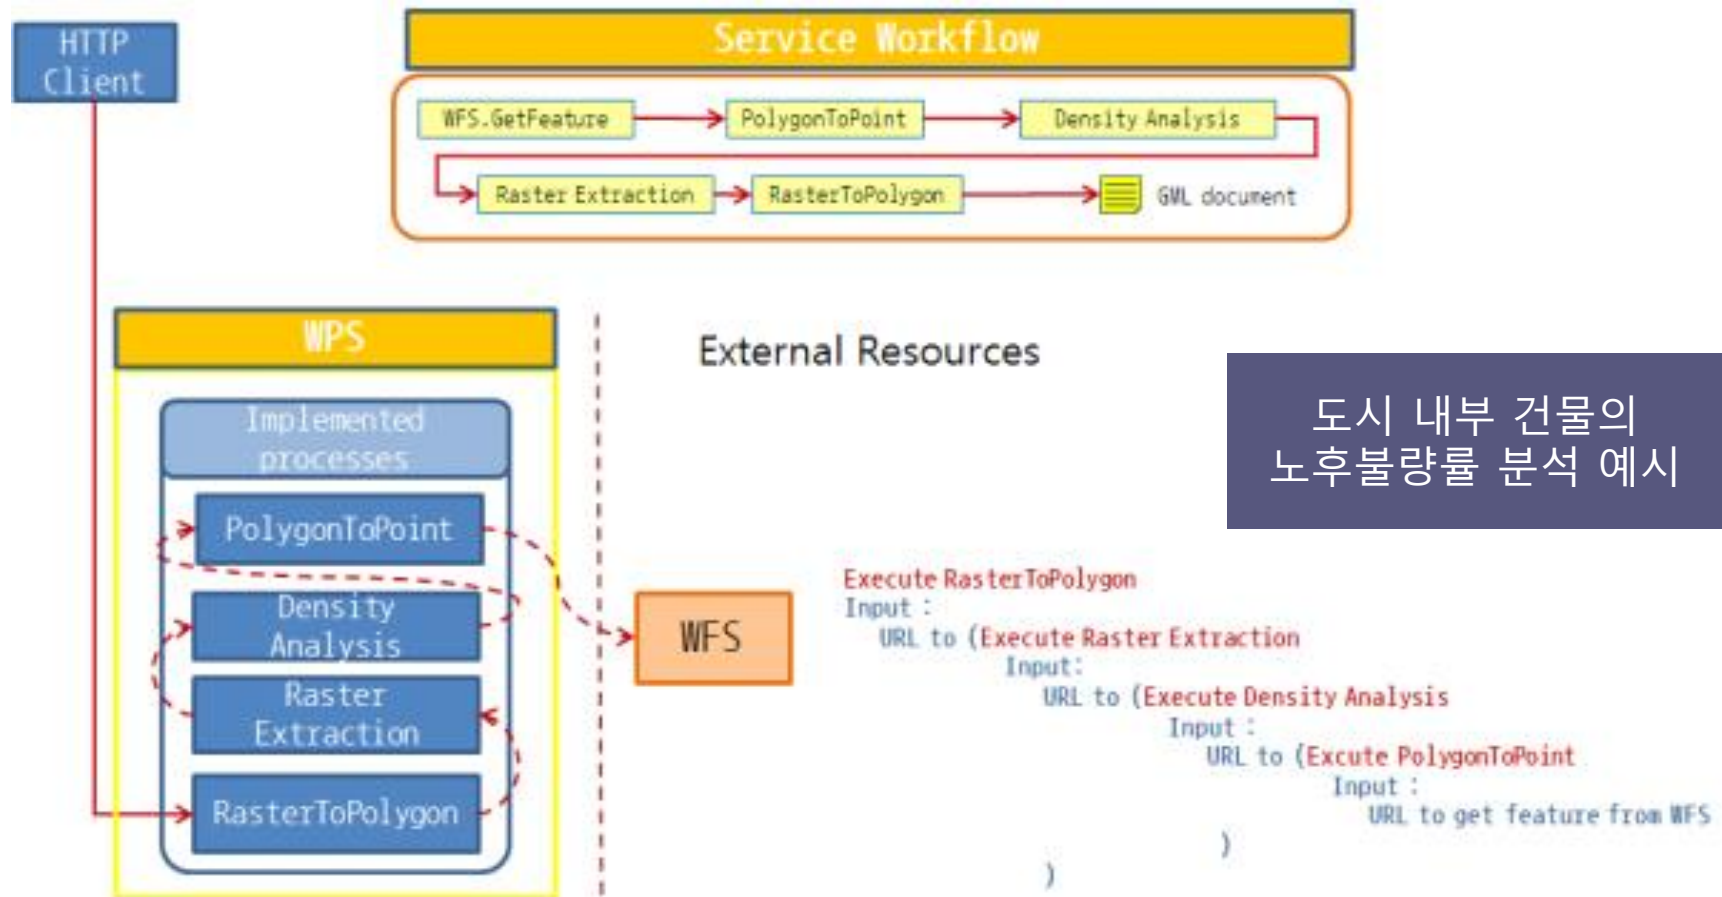 HTTP
Client
Service Workflow
WFS.GetFeature
PolygonToPoint
Density Analysis
Raster Extraction
RasterToPolygon
GML document
WPS
Implemented
processes
PolygonToPoint
Density
Analysis
Raster
Extraction
RasterToPolygon
External Resources
WFS
도시 내부 건물의
노후불량률 분석 예시
Execute RasterToPolygon
Input :
URL to (Execute Raster Extraction
Input:
URL to (Execute Density Analysis
Input :
URL to (Excute PolygonToPoint
Input :
URL to get feature from WFS
)
)